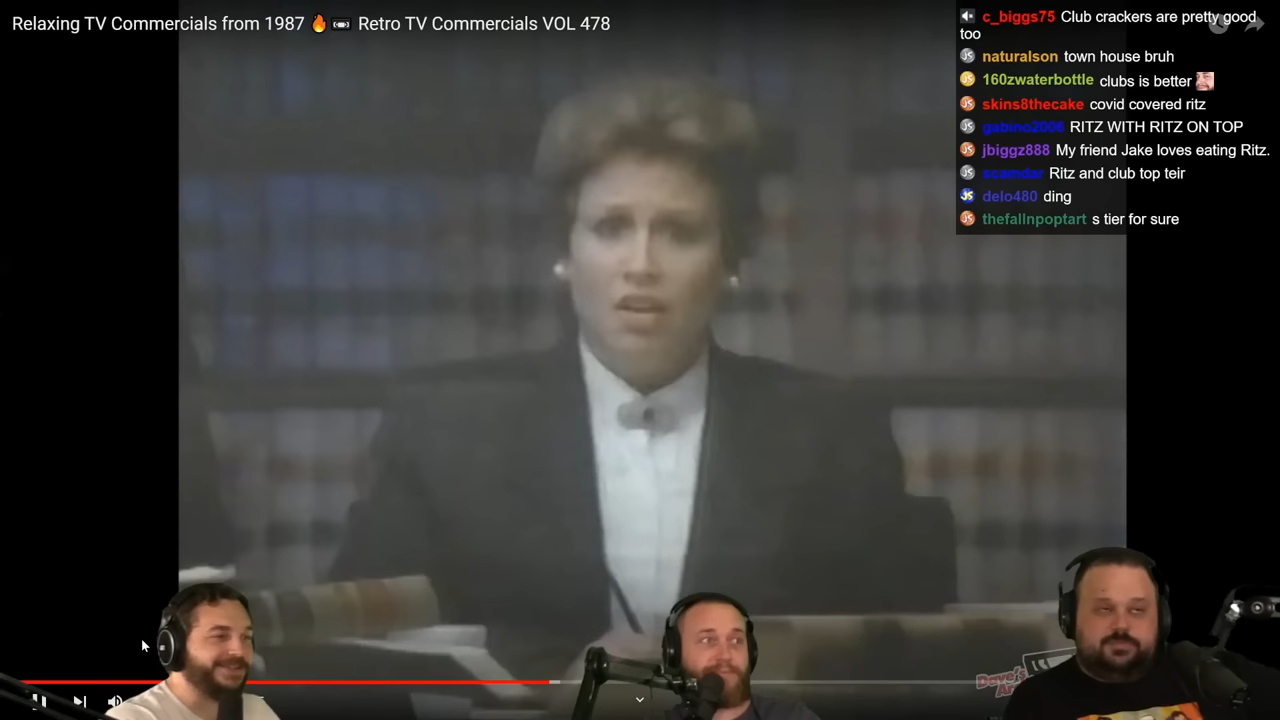 Relaxing TV Commercials from 1987 🔥📼 Retro TV Commercials VOL 478
c_biggs75 Club crackers are pretty good
too
naturalson town house bruh
160zwaterbottle clubs is better
skins8thecake covid covered ritz
gabino2006 RITZ WITH RITZ ON TOP
jbiggz888 My friend Jake loves eating Ritz.
scamdar Ritz and club top teir
delo480 ding
thefallnpoptart s tier for sure
Dave's